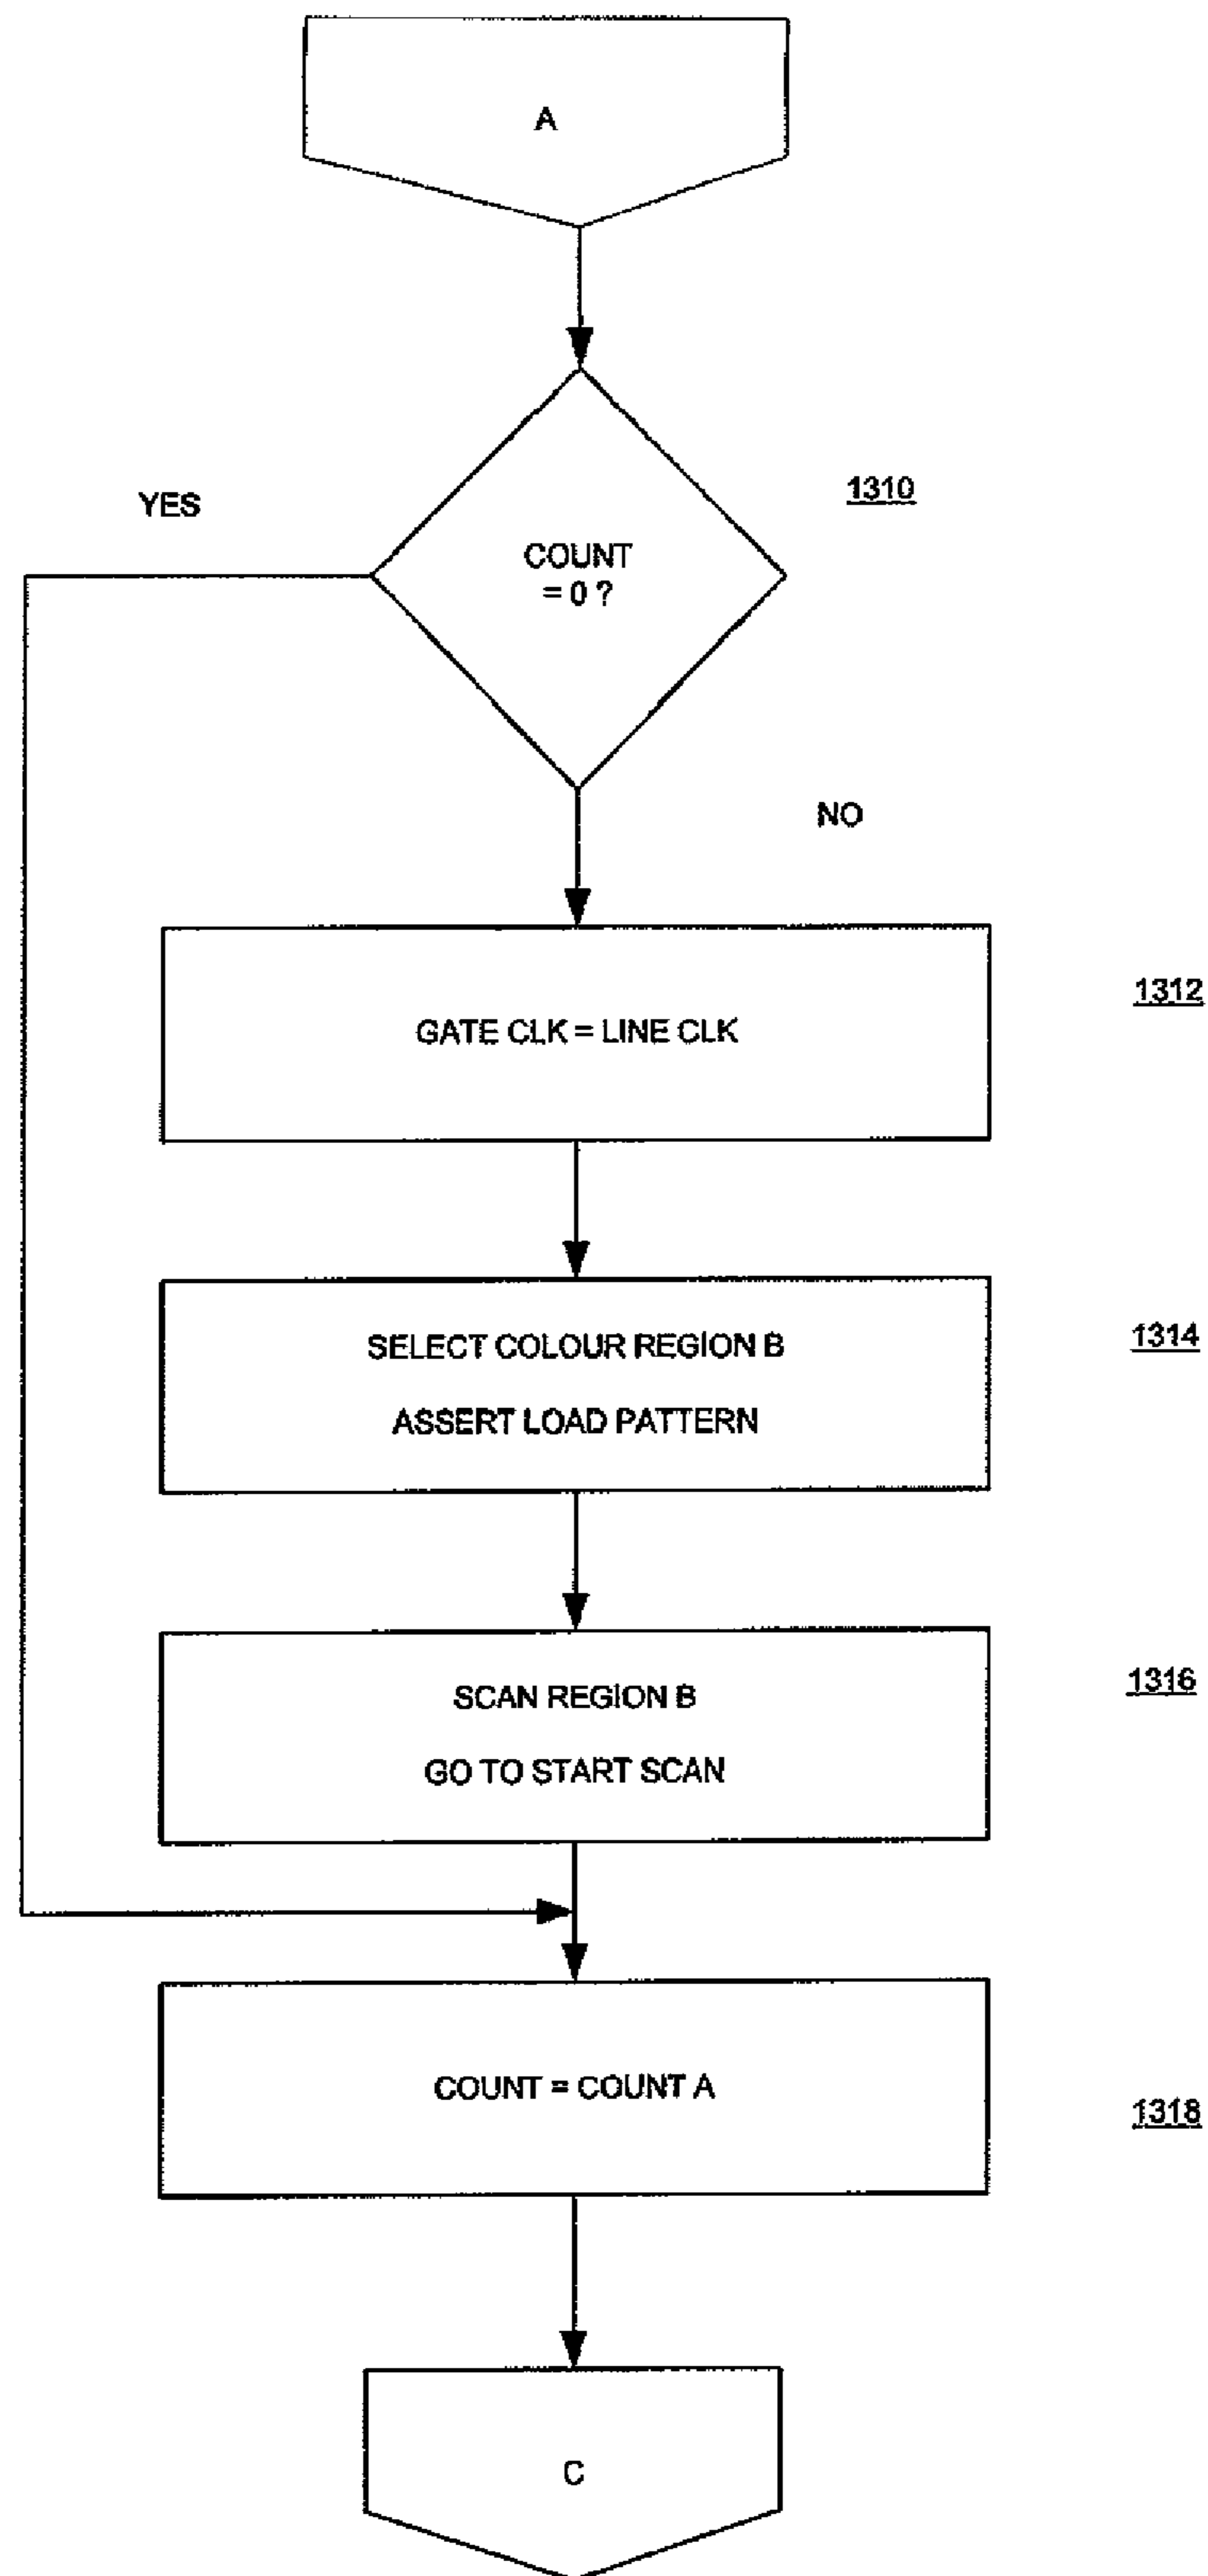 A
1310
YES
COUNT
= 0 ?
NO
1312
GATE CLK = LINE CLK
1314
SELECT COLOUR REGION B
ASSERT LOAD PATTERN
1316
SCAN REGION B
GO TO START SCAN
COUNT = COUNT A
1318
C